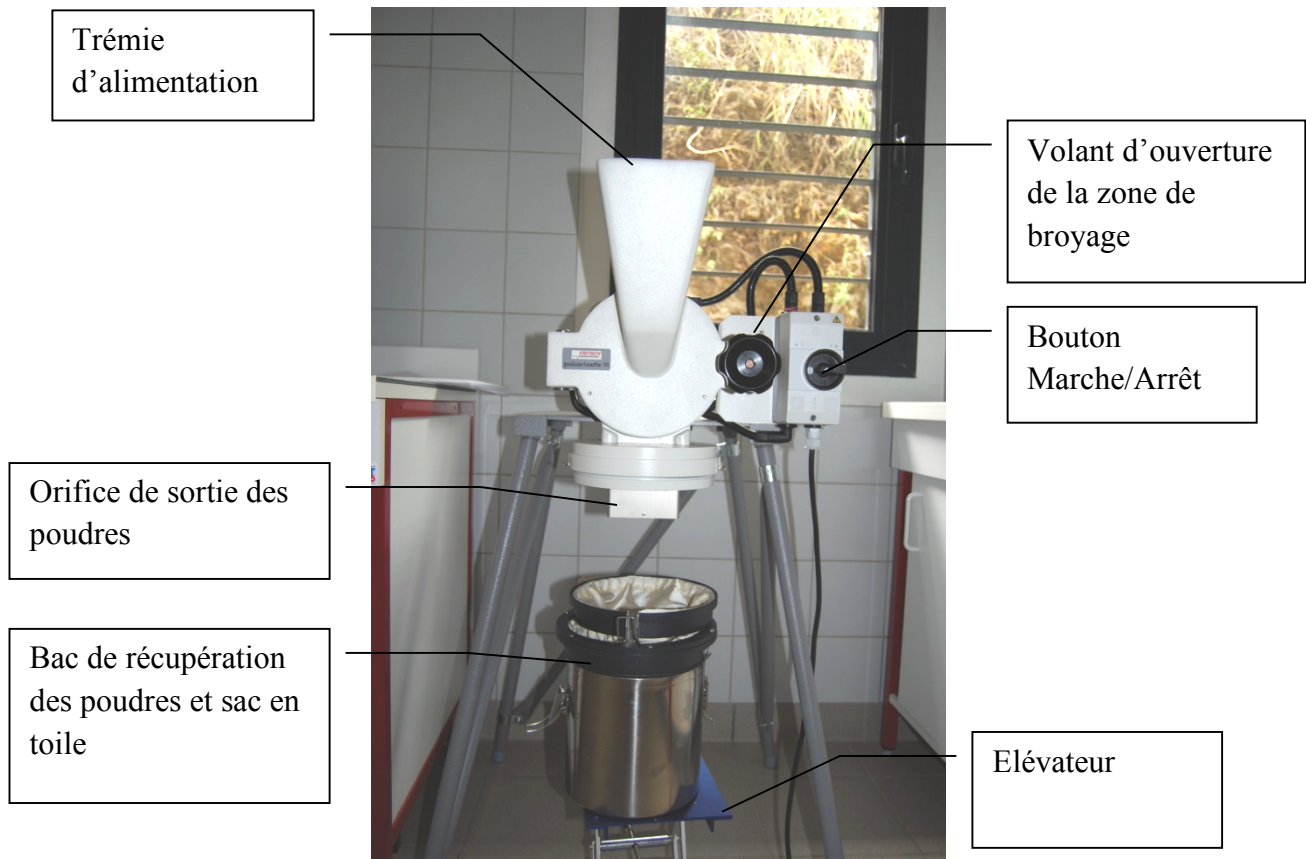 Trémie
d’alimentation
Volant d’ouverture
de la zone de
broyage
Bouton
Marche/Arrêt
Orifice de sortie des
poudres
Bac de récupération
des poudres et sac en
toile
Elévateur
FRITSCH